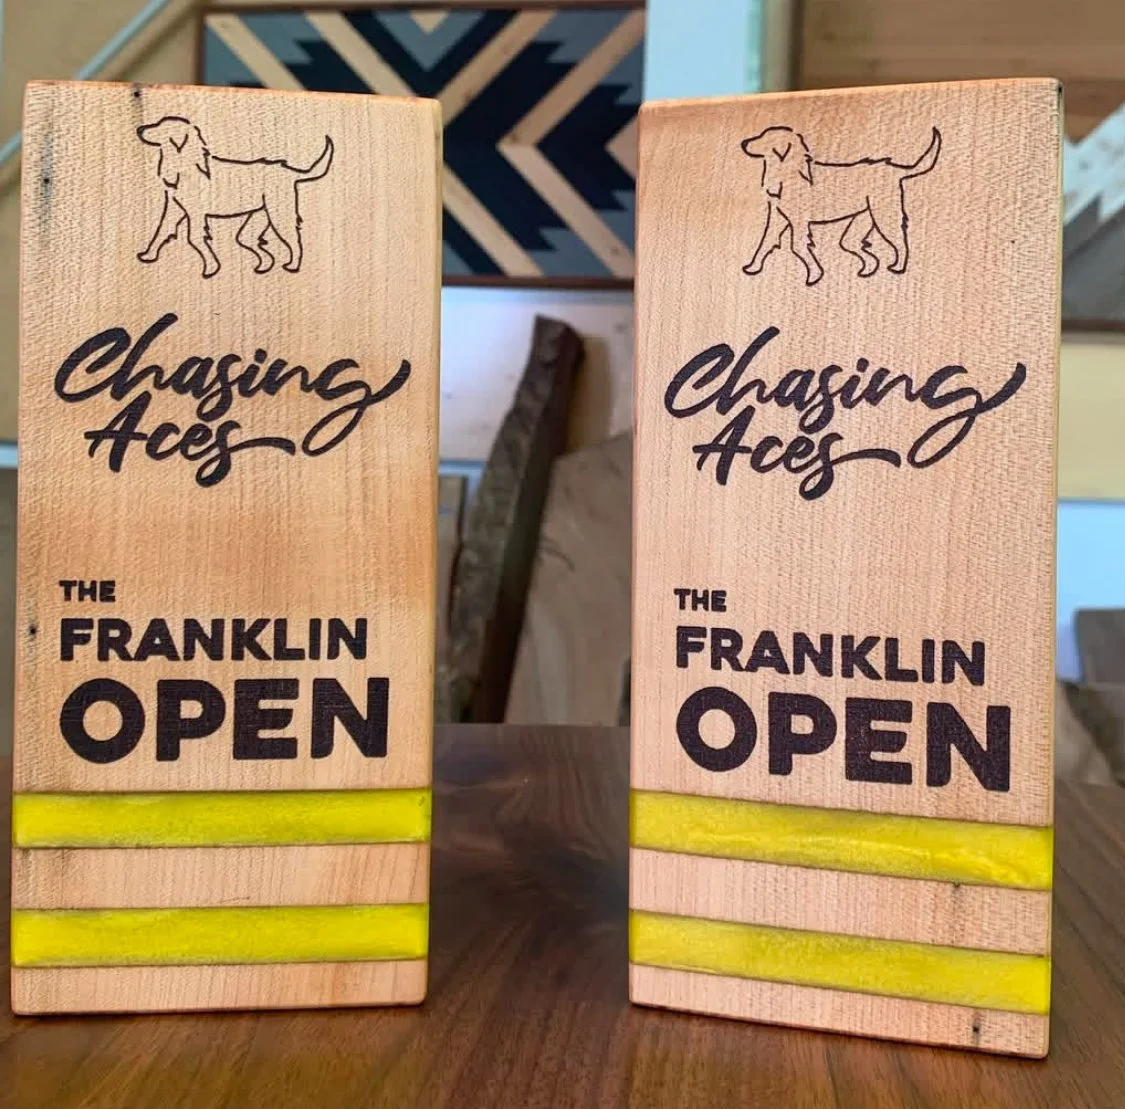 Chasing
Aces
THE
FRANKLIN
OPEN
Chasing
Aces
THE
FRANKLIN
OPEN